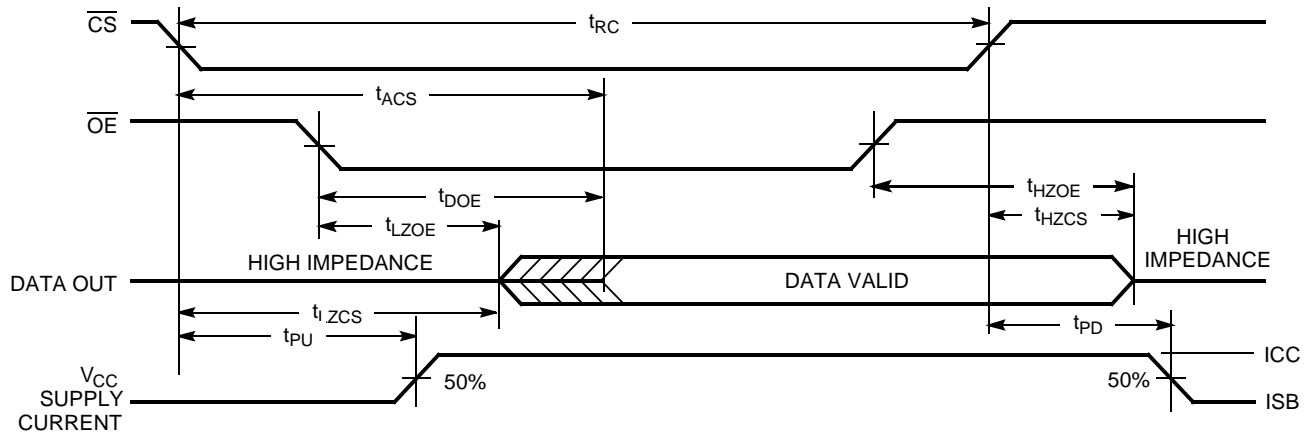 CS
tRC
tACS
OE
tDOE
tHZOE
tLZOE
tHZCS
HIGH IMPEDANCE
HIGH
IMPEDANCE
DATA OUT
DATA VALID
tLZCS
tPU
tPD
VCC
SUPPLY
CURRENT
50%
50%
ICC
ISB